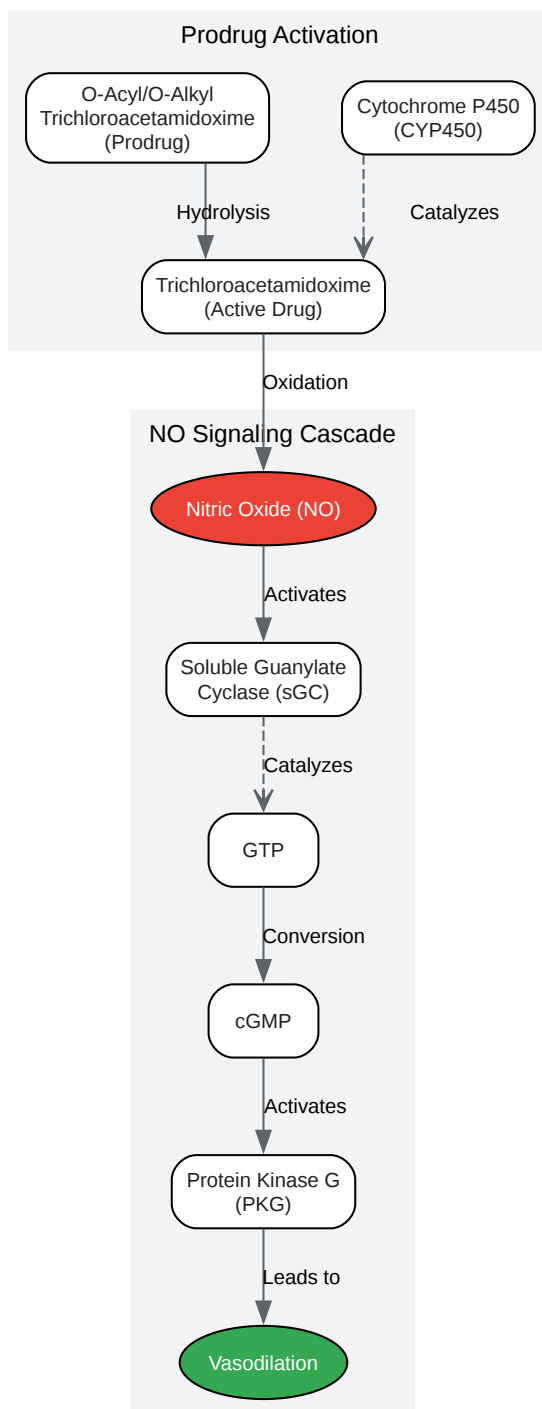 Prodrug Activation
O-Acyl/O-Alkyl
Trichloroacetamidoxime
(Prodrug)
Cytochrome P450
(CYP450)
Hydrolysis
Catalyzes
Trichloroacetamidoxime
(Active Drug)
Oxidation
NO Signaling Cascade
Nitric Oxide (NO)
Activates
Soluble Guanylate
Cyclase (sGC)
Catalyzes
GTP
Conversion
cGMP
Activates
Protein Kinase G
(PKG)
Leads to
Vasodilation